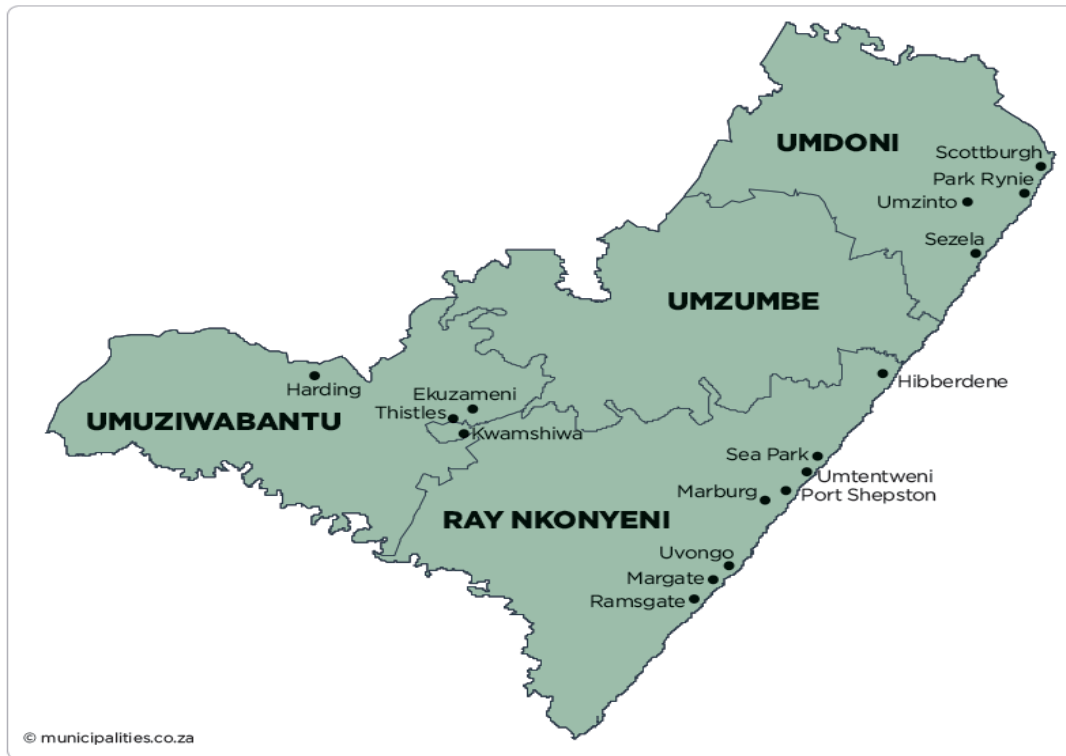 UMDONI
Scottburgh
Park Rynie
Umzinto
Sezela
UMZUMBE
Hibberdene
Harding
Ekuzameni
Thistles
UMUZIWABANTU
Kwamshiwa
Sea Park
Umtentweni
Marburg
Port Shepston
RAY NKONYENI
Uvongo
Margate
Ramsgate
© municipalities.co.za